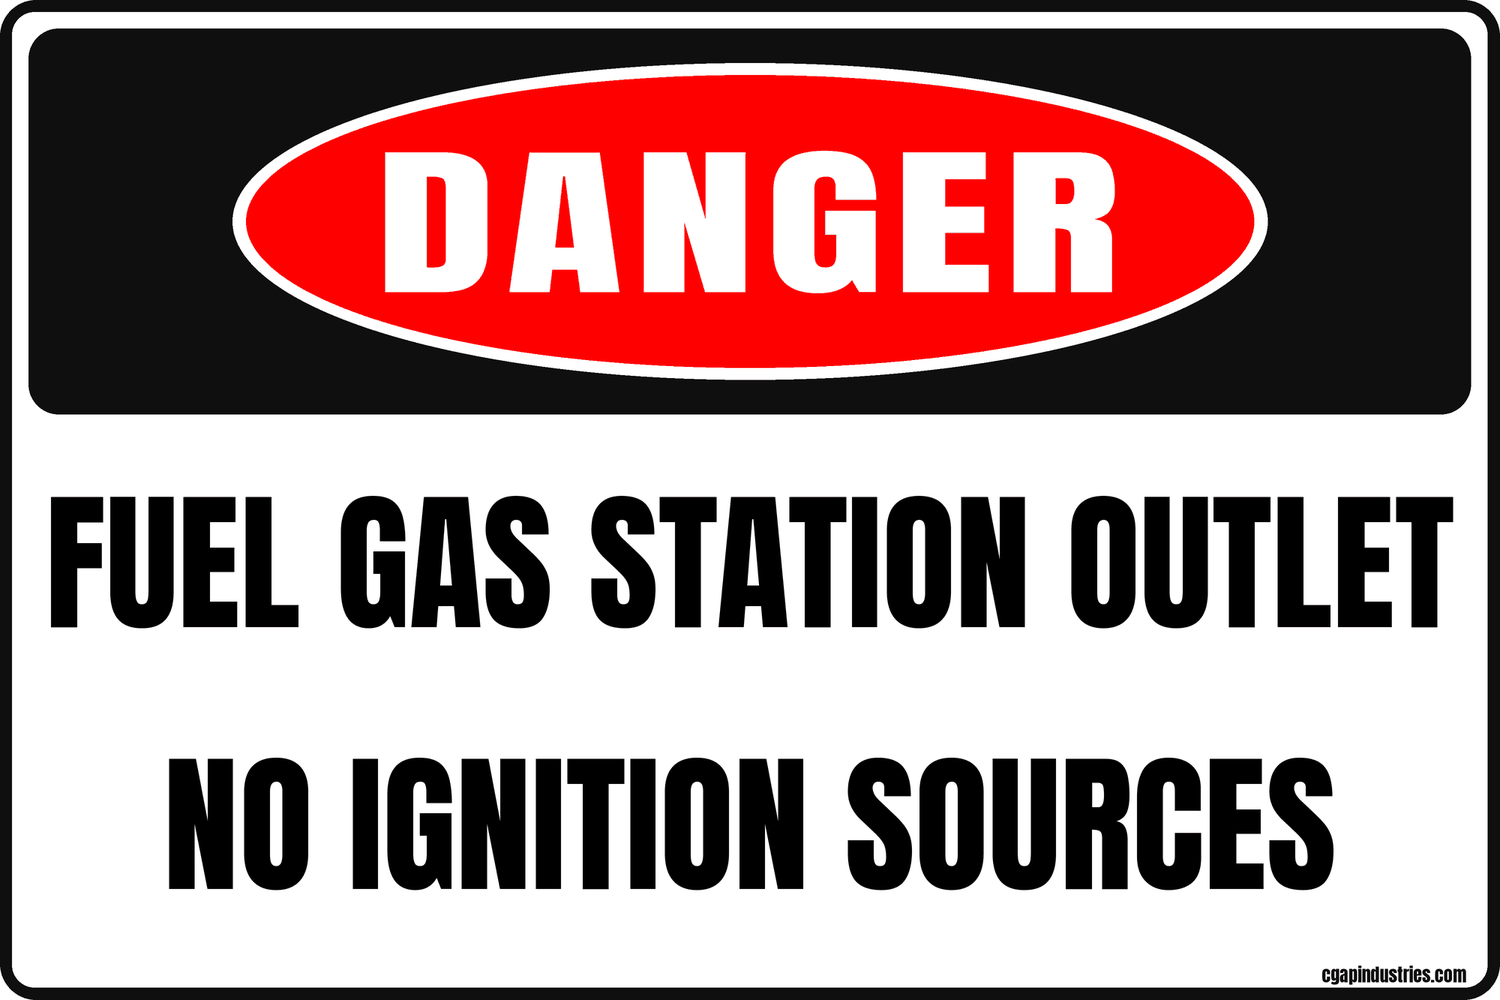 DANGER
FUEL GAS STATION OUTLET
NO IGNITION SOURCES
cgapindustries.com